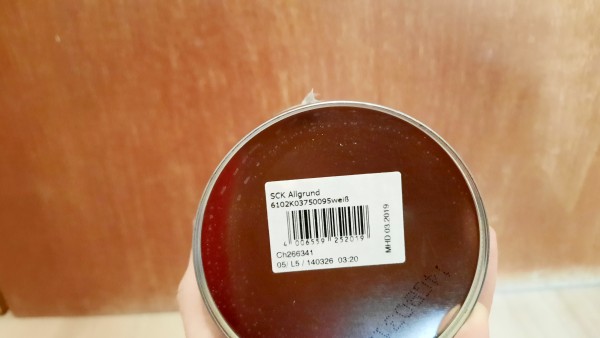 SCK Allgrund
6102K03750095weiß
4 006559 252019
Ch266341
05/ L5 / 140326 03:20
MHD 03.2019